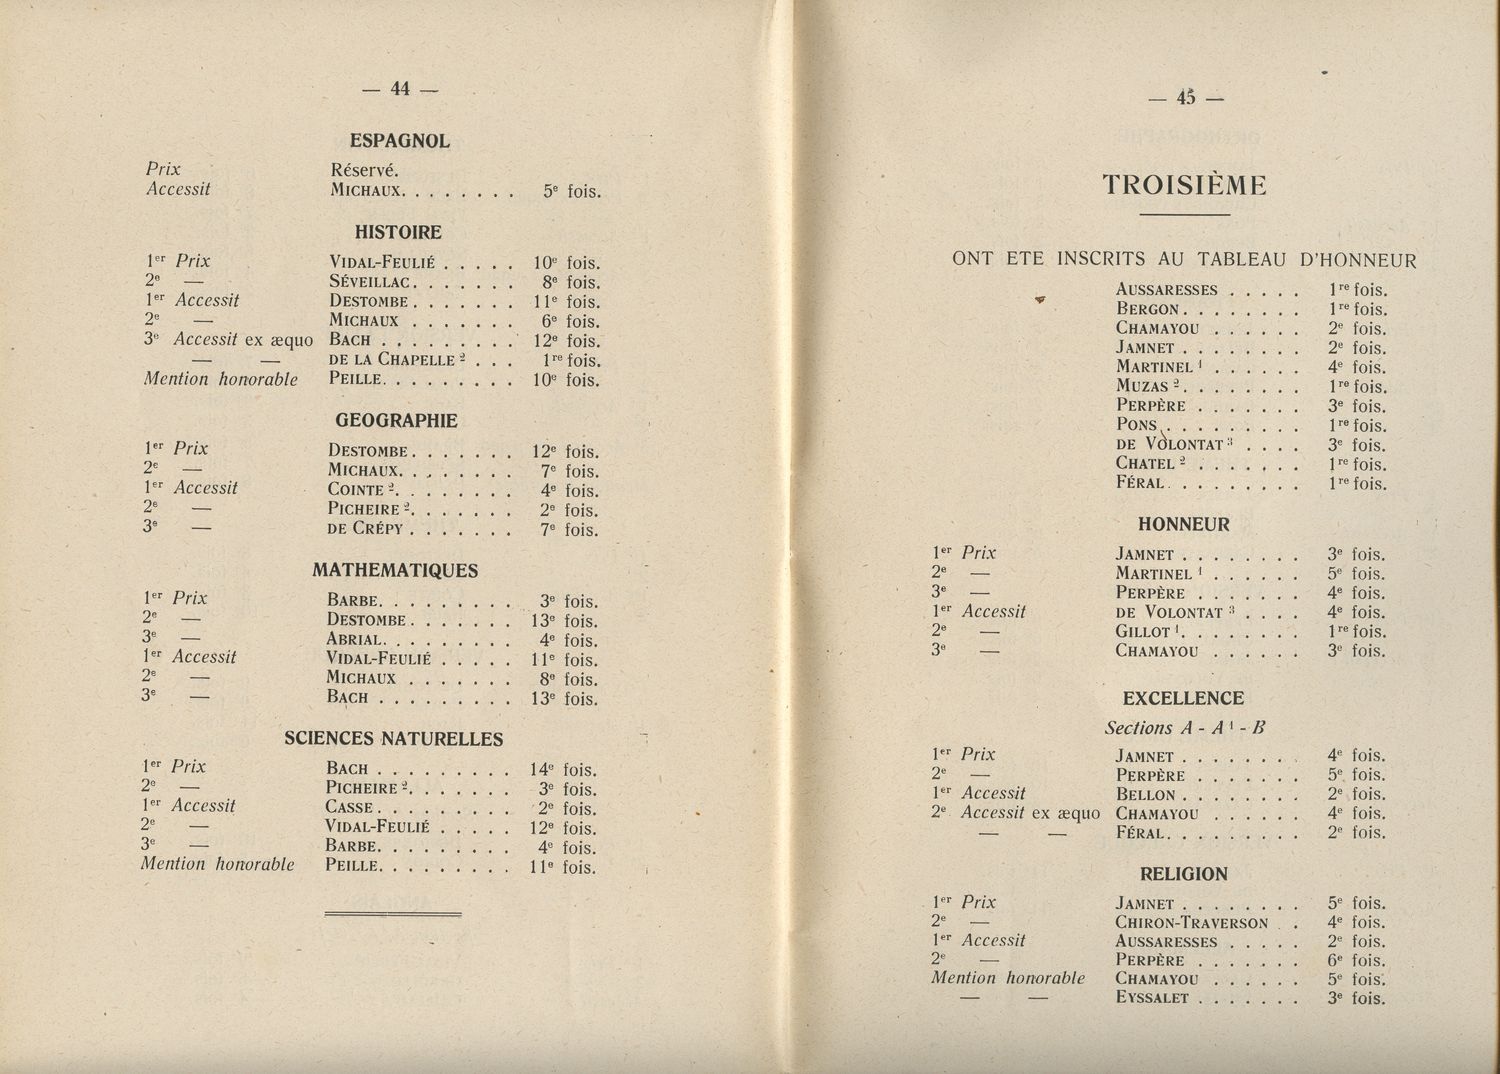 — 44 —
ESPAGNOL
Prix Réservé.
Accessit MICHAUX. . . . . . . . 5e fois.
HISTOIRE
1er Prix VIDAL-FEULIÉ . . . . . 10e fois.
2e — SÉVEILLAC. . . . . . . 8e fois.
1er Accessit DESTOMBE . . . . . . . 11e fois.
2e — MICHAUX . . . . . . . 6e fois.
3e Accessit ex æquo BACH . . . . . . . . . 12e fois.
— — DE LA CHAPELLE 2 . . . 1re fois.
Mention honorable PEILLE. . . . . . . . . 10e fois.
GEOGRAPHIE
1er Prix DESTOMBE. . . . . . . 12e fois.
2e — MICHAUX. . . . . . . . 7e fois.
1er Accessit COINTE 2. . . . . . . . 4e fois.
2e — PICHEIRE 2. . . . . . . 2e fois.
3e — DE CRÉPY . . . . . . . 7e fois.
MATHEMATIQUES
1er Prix BARBE. . . . . . . . . 3e fois.
2e — DESTOMBE . . . . . . . 13e fois.
3e — ABRIAL. . . . . . . . . 4e fois.
1er Accessit VIDAL-FEULIÉ . . . . . 11e fois.
2e — MICHAUX . . . . . . . 8e fois.
3e — BACH . . . . . . . . . 13e fois.
SCIENCES NATURELLES
1er Prix BACH . . . . . . . . . 14e fois.
2e — PICHEIRE 2. . . . . . . 3e fois.
1er Accessit CASSE . . . . . . . . . 2e fois.
2e — VIDAL-FEULIÉ . . . . . 12e fois.
3e — BARBE. . . . . . . . . 4e fois.
Mention honorable PEILLE. . . . . . . . . 11e fois.
— 45 —
TROISIÈME
ONT ETE INSCRITS AU TABLEAU D'HONNEUR
AUSSARESSES . . . . . 1re fois.
BERGON . . . . . . . . 1re fois.
CHAMAYOU . . . . . . 2e fois.
JAMNET . . . . . . . . 2e fois.
MARTINEL 1 . . . . . . 4e fois.
MUZAS 2. . . . . . . . 1re fois.
PERPÈRE . . . . . . . 3e fois.
PONS . . . . . . . . . 1re fois.
DE VOLONTAT 3 . . . . 3e fois.
CHATEL 2 . . . . . . . 1re fois.
FÉRAL. . . . . . . . . 1re fois.
HONNEUR
1er Prix JAMNET . . . . . . . . 3e fois.
2e — MARTINEL 1 . . . . . . 5e fois.
3e — PERPÈRE . . . . . . . 4e fois.
1er Accessit DE VOLONTAT 3 . . . . 4e fois.
2e — GILLOT 1. . . . . . . . 1re fois.
3e — CHAMAYOU . . . . . . 3e fois.
EXCELLENCE
Sections A - A 1 - B
1er Prix JAMNET . . . . . . . . 4e fois.
2e — PERPÈRE . . . . . . . 5e fois.
1er Accessit BELLON . . . . . . . . 2e fois.
2e Accessit ex æquo CHAMAYOU . . . . . . 4e fois.
— — FÉRAL. . . . . . . . . 2e fois.
RELIGION
1er Prix JAMNET . . . . . . . . 5e fois.
2e — CHIRON-TRAVERSON . . 4e fois.
1er Accessit AUSSARESSES . . . . . 2e fois.
2e — PERPÈRE . . . . . . . 6e fois.
Mention honorable CHAMAYOU . . . . . . 5e fois.
— — EYSSALET . . . . . . . 3e fois.